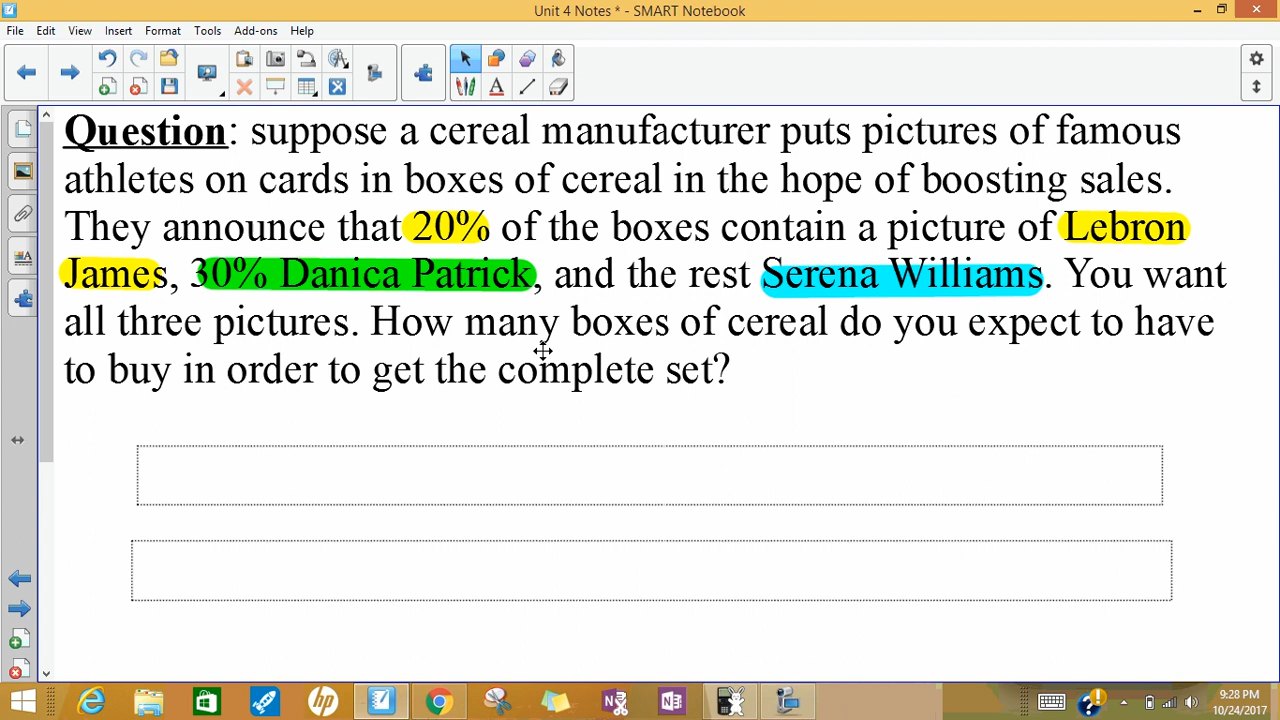 Unit 4 Notes * - SMART Notebook
File Edit View Insert Format Tools Add-ons Help
Question: suppose a cereal manufacturer puts pictures of famous
athletes on cards in boxes of cereal in the hope of boosting sales.
They announce that 20% of the boxes contain a picture of Lebron
James, 30% Danica Patrick, and the rest Serena Williams. You want
all three pictures. How many boxes of cereal do you expect to have
to buy in order to get the complete set?
9:28 PM
10/24/2017